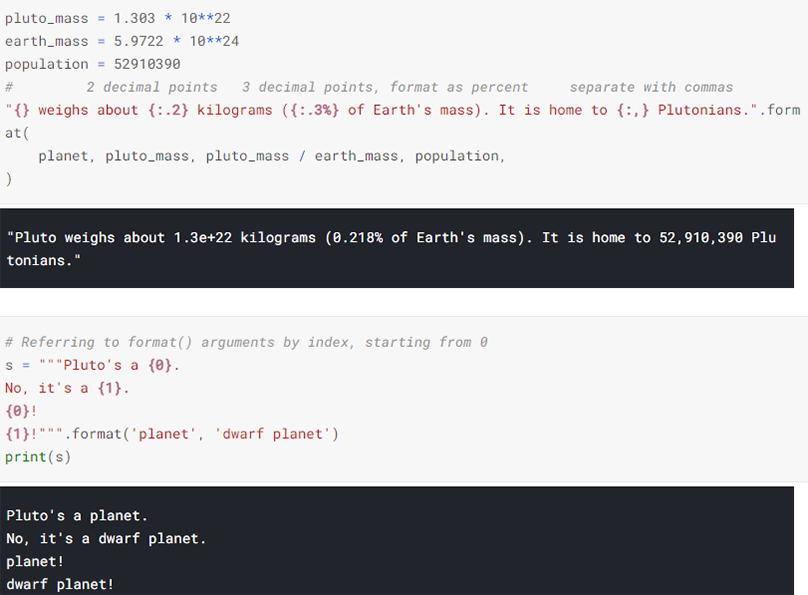 pluto_mass = 1.303 * 10**22
earth_mass = 5.9722 * 10**24
population = 52910390
#         2 decimal points   3 decimal points, format as percent     separate with commas
"{} weighs about {:.2} kilograms ({:.3%} of Earth's mass). It is home to {:,} Plutonians.".form
at(
    planet, pluto_mass, pluto_mass / earth_mass, population,
)
"Pluto weighs about 1.3e+22 kilograms (0.218% of Earth's mass). It is home to 52,910,390 Plu
tonians."
# Referring to format() arguments by index, starting from 0
s = """Pluto's a {0}.
No, it's a {1}.
{0}!
{1}!""".format('planet', 'dwarf planet')
print(s)
Pluto's a planet.
No, it's a dwarf planet.
planet!
dwarf planet!